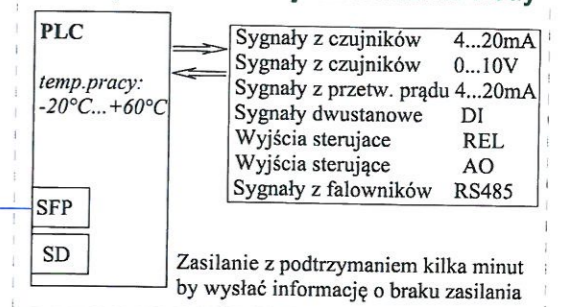 PLC
temp.pracy:
-20°C...+60°C
SFP
SD
Sygnały z czujników 4...20mA
Sygnały z czujników 0...10V
Sygnały z przetw. prądu 4...20mA
Sygnały dwustanowe DI
Wyjścia sterujace REL
Wyjścia sterujące AO
Sygnały z falowników RS485
Zasilanie z podtrzymaniem kilka minut
by wysłać informację o braku zasilania